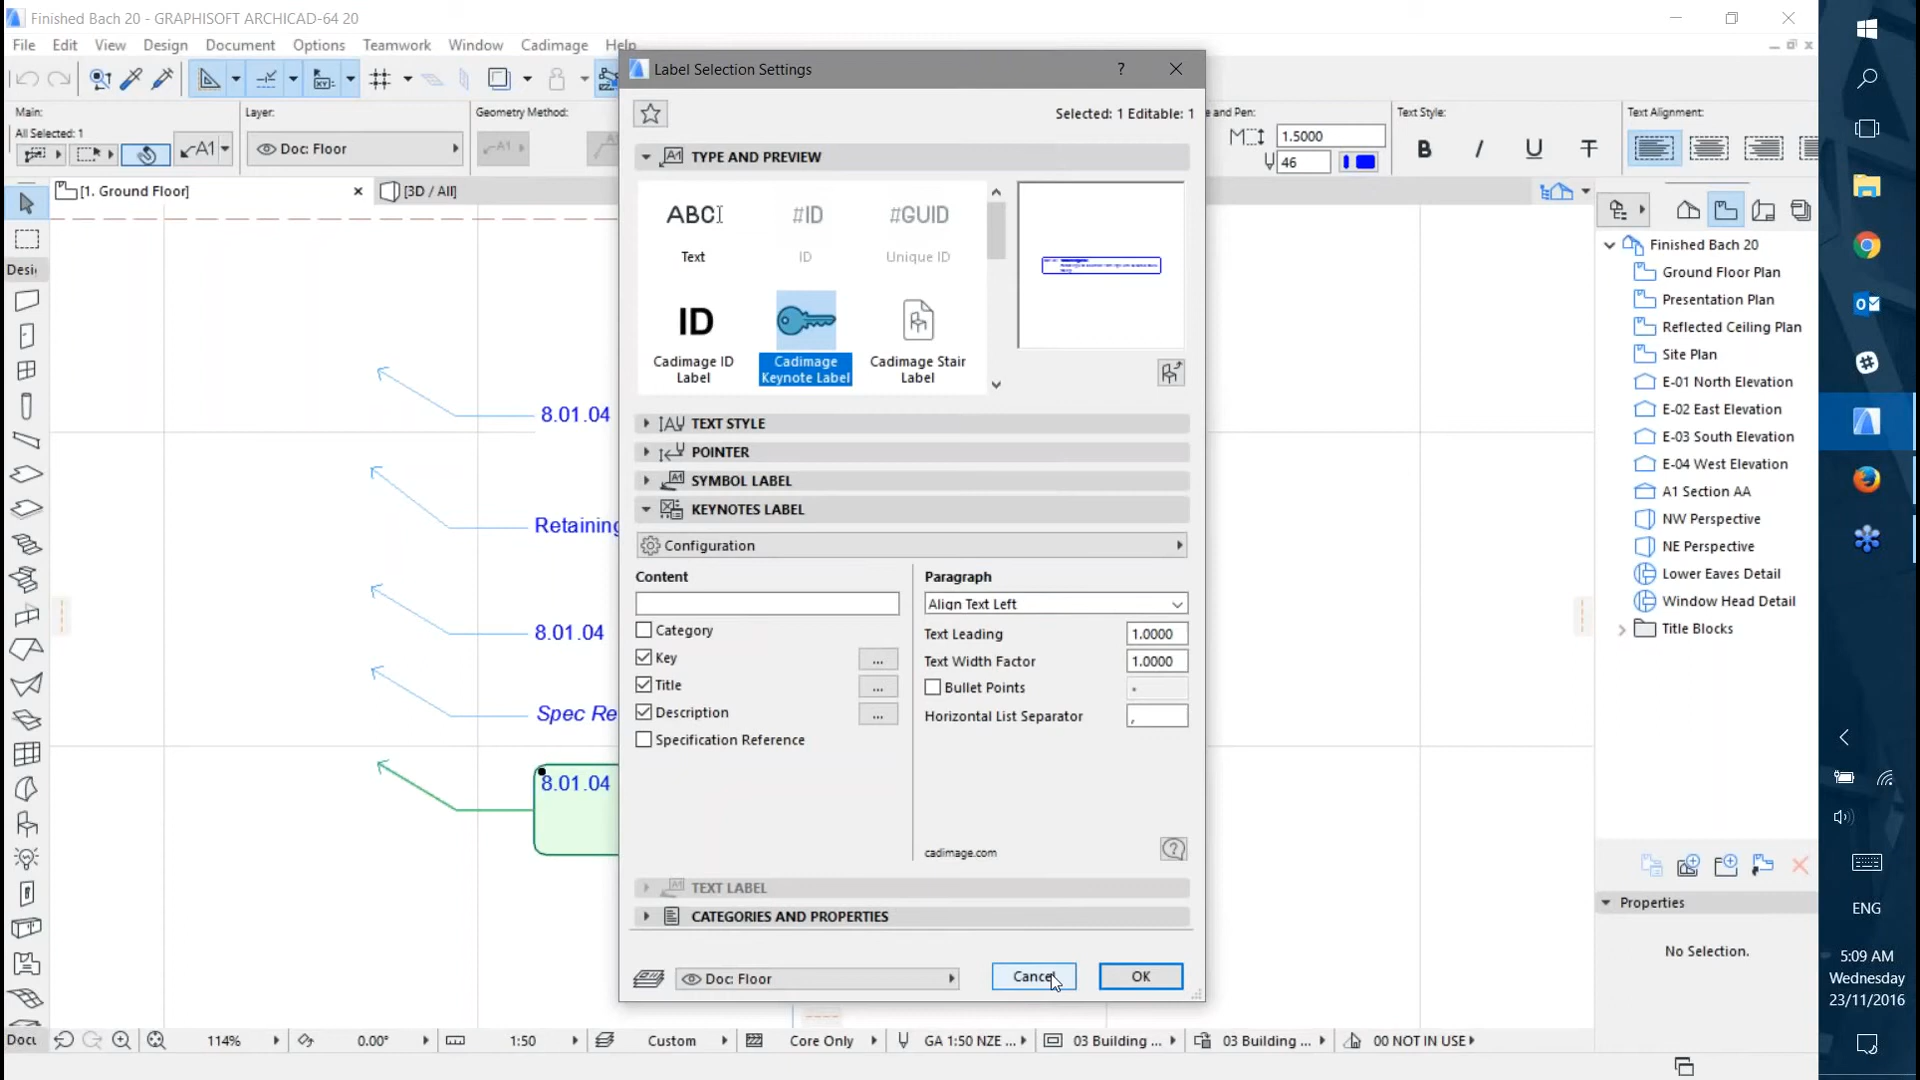 Finished Bach 20 - GRAPHISOFT ARCHICAD-64 20
File Edit View Design Document Options Teamwork Window Cadimage Help
Main:
All Selected: 1
A1
Layer:
Doc: Floor
Geometry Method:
Label Selection Settings
?
Selected: 1 Editable: 1
TYPE AND PREVIEW
ABC
Text
#ID
ID
#GUID
Unique ID
ID
Cadimage ID
Label
Cadimage
Keynote Label
Cadimage Stair
Label
TEXT STYLE
POINTER
SYMBOL LABEL
KEYNOTES LABEL
Configuration
Content
Category
Key
...
Title
...
Description
...
Specification Reference
Paragraph
Align Text Left
Text Leading 1.0000
Text Width Factor 1.0000
Bullet Points
Horizontal List Separator ,
cadimage.com
TEXT LABEL
CATEGORIES AND PROPERTIES
Doc: Floor
Cancel
OK
e and Pen:
1.5000
46
Text Style:
B I U T
Text Alignment:
[1. Ground Floor]
[3D / All]
Desi
8.01.04
Retaining
8.01.04
Spec Re
8.01.04
Finished Bach 20
Ground Floor Plan
Presentation Plan
Reflected Ceiling Plan
Site Plan
E-01 North Elevation
E-02 East Elevation
E-03 South Elevation
E-04 West Elevation
A1 Section AA
NW Perspective
NE Perspective
Lower Eaves Detail
Window Head Detail
Title Blocks
Properties
No Selection.
Docu
114%
0.00°
1:50
Custom
Core Only
GA 1:50 NZE ...
03 Building ...
03 Building ...
00 NOT IN USE
ENG
5:09 AM
Wednesday
23/11/2016